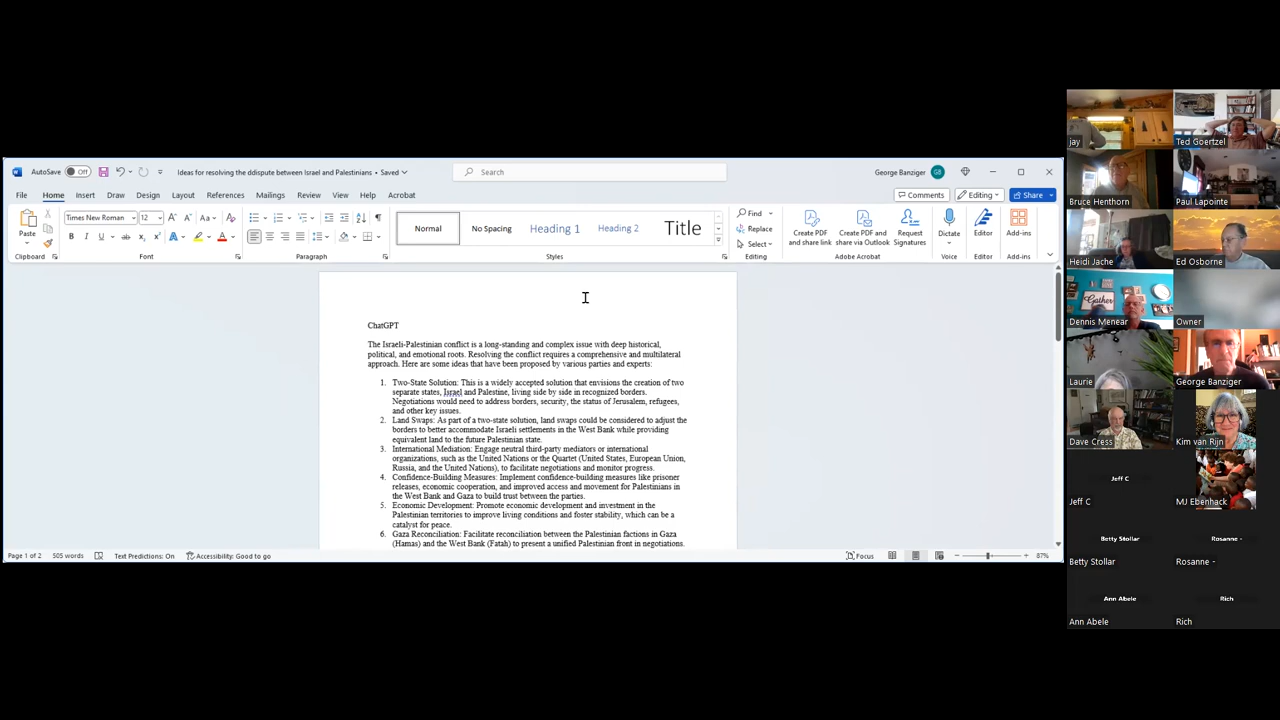 AutoSave Off Ideas for resolving the ddispute between Israel and Palestinians • Saved Search George Banziger GB
File Home Insert Draw Design Layout References Mailings Review View Help Acrobat Comments Editing Share
Paste Times New Roman 12 Aa Normal No Spacing Heading 1 Heading 2 Title Find Replace Select Create PDF and share link Create PDF and share via Outlook Request Signatures Dictate Editor Add-ins
Clipboard Font Paragraph Styles Editing Adobe Acrobat Voice Editor Add-ins
ChatGPT
The Israeli-Palestinian conflict is a long-standing and complex issue with deep historical,
political, and emotional roots. Resolving the conflict requires a comprehensive and multilateral
approach. Here are some ideas that have been proposed by various parties and experts:
1. Two-State Solution: This is a widely accepted solution that envisions the creation of two
separate states, Israel and Palestine, living side by side in recognized borders.
Negotiations would need to address borders, security, the status of Jerusalem, refugees,
and other key issues.
2. Land Swaps: As part of a two-state solution, land swaps could be considered to adjust the
borders to better accommodate Israeli settlements in the West Bank while providing
equivalent land to the future Palestinian state.
3. International Mediation: Engage neutral third-party mediators or international
organizations, such as the United Nations or the Quartet (United States, European Union,
Russia, and the United Nations), to facilitate negotiations and monitor progress.
4. Confidence-Building Measures: Implement confidence-building measures like prisoner
releases, economic cooperation, and improved access and movement for Palestinians in
the West Bank and Gaza to build trust between the parties.
5. Economic Development: Promote economic development and investment in the
Palestinian territories to improve living conditions and foster stability, which can be a
catalyst for peace.
6. Gaza Reconciliation: Facilitate reconciliation between the Palestinian factions in Gaza
(Hamas) and the West Bank (Fatah) to present a unified Palestinian front in negotiations.
Page 1 of 2 505 words Text Predictions: On Accessibility: Good to go Focus 87%
jay
Ted Goertzel
Bruce Henthorn
Paul Lapointe
Heidi Jache
Ed Osborne
Gather
Dennis Menear
Owner
Laurie
George Banziger
Dave Cress
Kim van Rijn
Jeff C
Jeff C
MJ Ebenhack
Betty Stollar
Rosanne -
Betty Stollar
Rosanne -
Ann Abele
Rich
Ann Abele
Rich